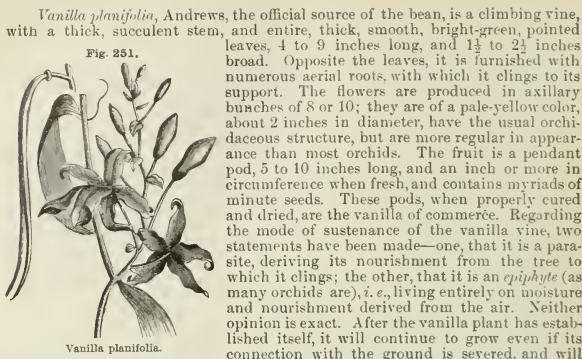 Vanilla planifolia, Andrews, the official source of the bean, is a climbing vine,
with a thick, succulent stem, and entire, thick, smooth, bright-green, pointed
Fig. 251.
leaves, 4 to 9 inches long, and 1½ to 2½ inches
broad. Opposite the leaves, it is furnished with
numerous aerial roots, with which it clings to its
support. The flowers are produced in axillary
bunches of 8 or 10; they are of a pale-yellow color,
about 2 inches in diameter, have the usual orchi-
daceous structure, but are more regular in appear-
ance than most orchids. The fruit is a pendant
pod, 5 to 10 inches long, and an inch or more in
circumference when fresh, and contains myriads of
minute seeds. These pods, when properly cured
and dried, are the vanilla of commerce. Regarding
the mode of sustenance of the vanilla vine, two
statements have been made—one, that it is a para-
site, deriving its nourishment from the tree to
which it clings; the other, that it is an epiphyte (as
many orchids are), i. e., living entirely on moisture
and nourishment derived from the air. Neither
opinion is exact. After the vanilla plant has estab-
lished itself, it will continue to grow even if its
connection with the ground is severed, and will
Vanilla planifolia.